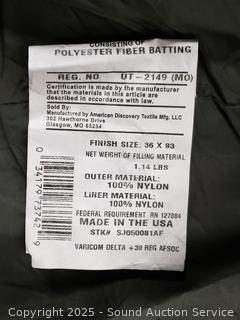 CONSISTING OF
POLYESTER FIBER BATTING
REG. NO UT-2149 (MO)
Certification is made by the manufacturer
that the materials in this article are
described in accordance with law.
Sold By:
Manufactured by American Discovery Textile Mfg, LLC
302 Hawthorne Drive
Glasgow, MO 65254
FINISH SIZE: 36 X 93
NET WEIGHT OF FILLING MATERIAL
1.14 LBS
OUTER MATERIAL:
100% NYLON
LINER MATERIAL:
100% NYLON
FEDERAL REQUIREMENT RN 127084
MADE IN THE USA
STK# SJ050081AF
VARICOM DELTA +30 REG AFSOC
0 34179 73742 9
Copyright 2025 - Sound Auction Service